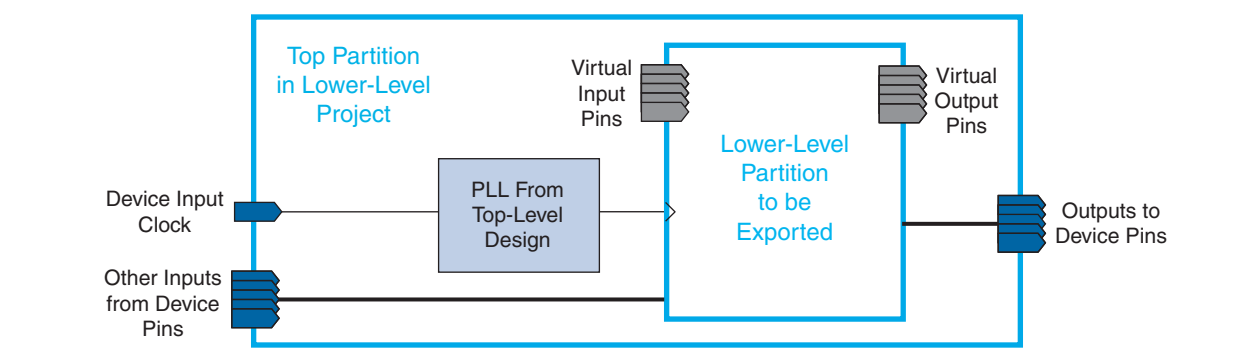 Top Partition
in Lower-Level
Project
Virtual
Input
Pins
Virtual
Output
Pins
Lower-Level
Partition
to be
Exported
Device Input
Clock
PLL From
Top-Level
Design
Outputs to
Device Pins
Other Inputs
from Device
Pins